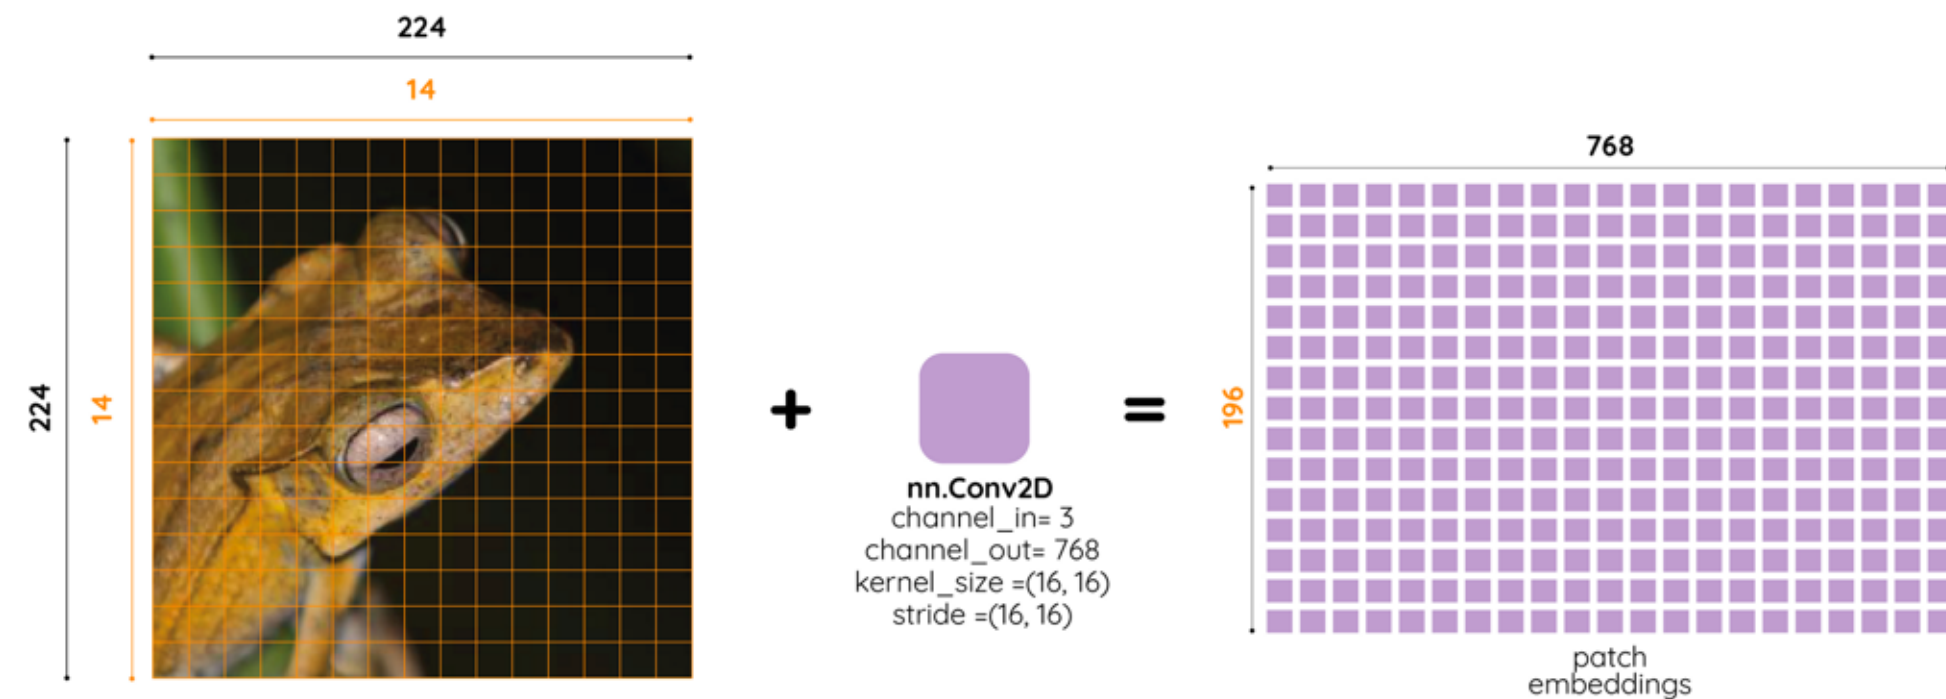 224
14
224
14
+
nn.Conv2D
channel_in= 3
channel_out= 768
kernel_size =(16, 16)
stride =(16, 16)
=
768
196
patch
embeddings